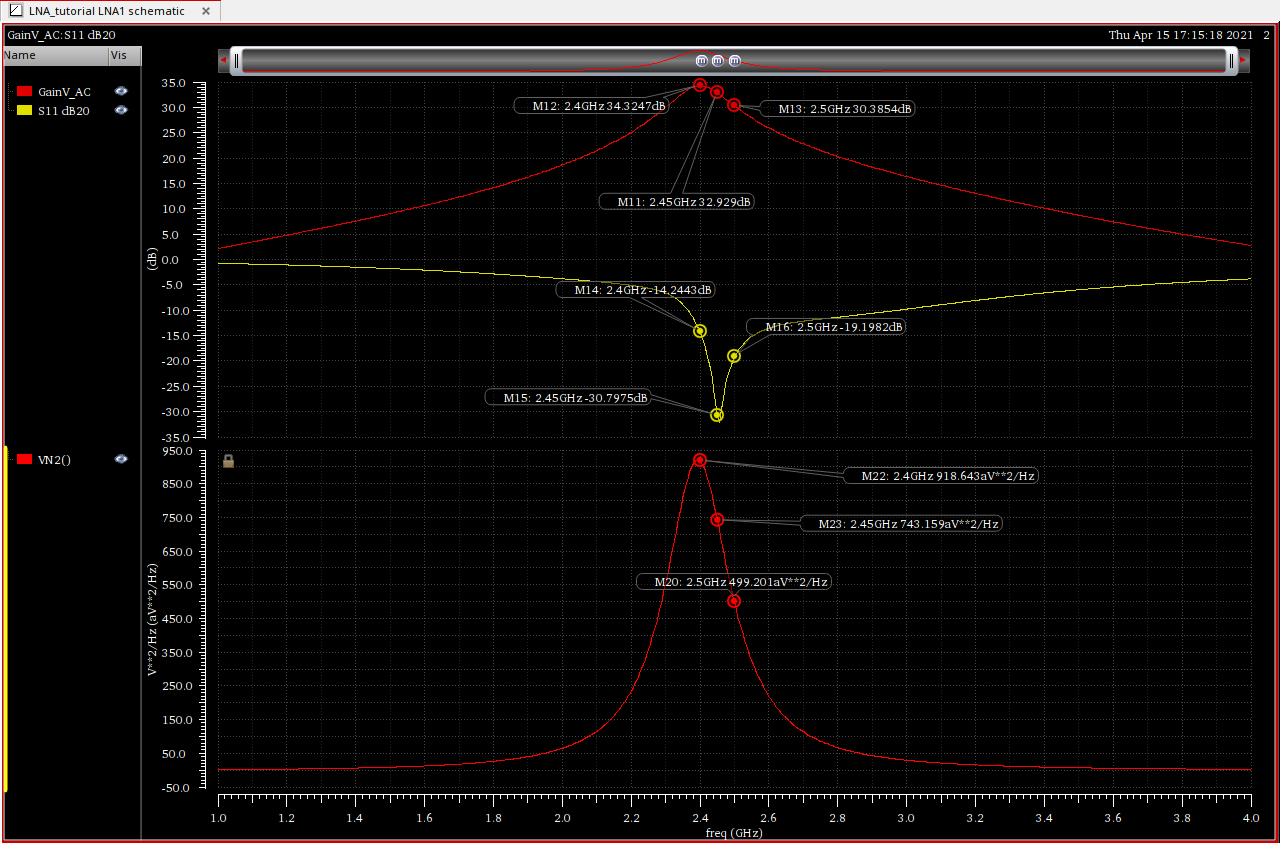 LNA_tutorial LNA1 schematic ×
GainV_AC:S11 dB20
Thu Apr 15 17:15:18 2021 2
Name Vis
m m m
GainV_AC
S11 dB20
35.0
30.0
25.0
20.0
15.0
10.0
5.0
0.0
-5.0
-10.0
-15.0
-20.0
-25.0
-30.0
-35.0
(dB)
M12: 2.4GHz 34.3247dB
M13: 2.5GHz 30.3854dB
M11: 2.45GHz 32.929dB
M14: 2.4GHz -14.2443dB
M16: 2.5GHz -19.1982dB
M15: 2.45GHz -30.7975dB
VN2()
950.0
850.0
750.0
650.0
550.0
450.0
350.0
250.0
150.0
50.0
-50.0
V**2/Hz (aV**2/Hz)
M22: 2.4GHz 918.643aV**2/Hz
M23: 2.45GHz 743.159aV**2/Hz
M20: 2.5GHz 499.201aV**2/Hz
1.0 1.2 1.4 1.6 1.8 2.0 2.2 2.4 2.6 2.8 3.0 3.2 3.4 3.6 3.8 4.0
freq (GHz)